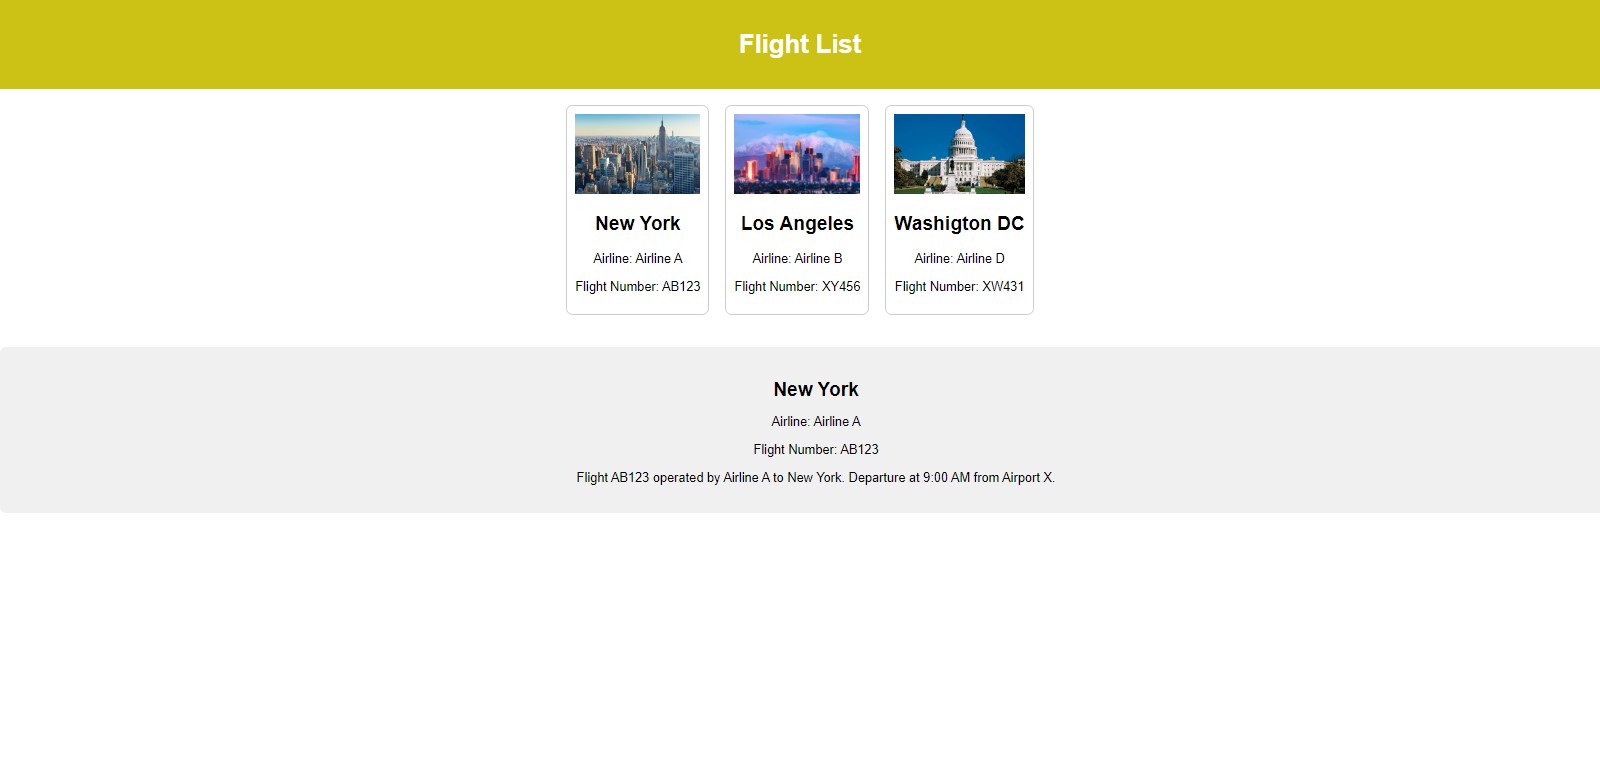 Flight List
New York
Airline: Airline A
Flight Number: AB123
Los Angeles
Airline: Airline B
Flight Number: XY456
Washigton DC
Airline: Airline D
Flight Number: XW431
New York
Airline: Airline A
Flight Number: AB123
Flight AB123 operated by Airline A to New York. Departure at 9:00 AM from Airport X.